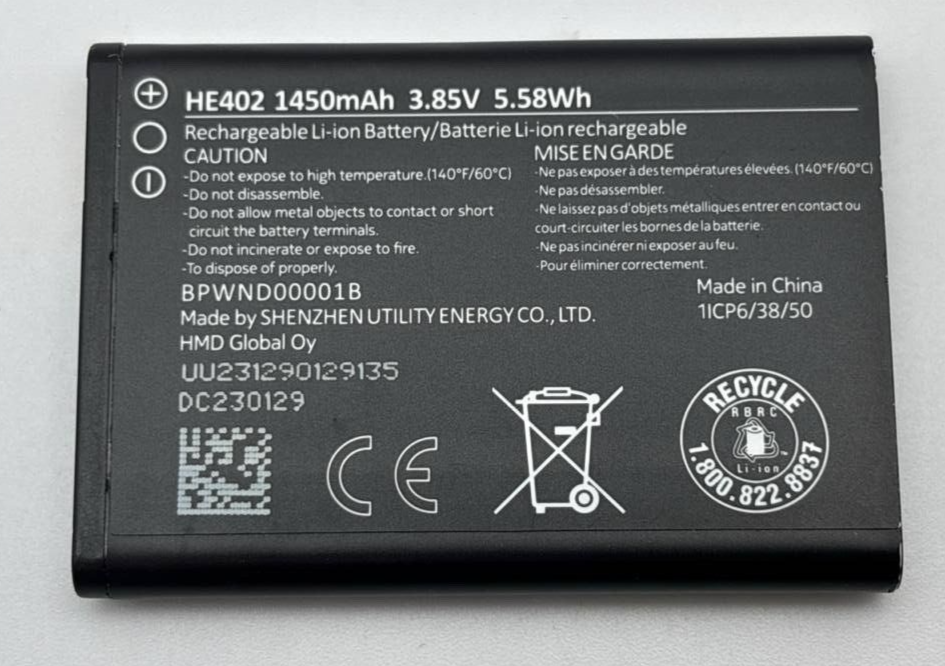 HE402 1450mAh 3.85V 5.58Wh
Rechargeable Li-ion Battery/Batterie Li-ion rechargeable
CAUTION
-Do not expose to high temperature.(140°F/60°C)
-Do not disassemble.
-Do not allow metal objects to contact or short
circuit the battery terminals.
-Do not incinerate or expose to fire.
-To dispose of properly.
MISE EN GARDE
-Ne pas exposer à des températures élevées. (140°F/60°C)
-Ne pas désassembler.
-Ne laissez pas d'objets métalliques entrer en contact ou
court-circuiter les bornes de la batterie.
-Ne pas incinérer ni exposer au feu.
-Pour éliminer correctement.
BPWND00001B
Made by SHENZHEN UTILITY ENERGY CO., LTD.
HMD Global Oy
Made in China
1ICP6/38/50
UU231290129135
DC230129
CE
RECYCLE
RBRC
Li-ion
1.800.822.8837